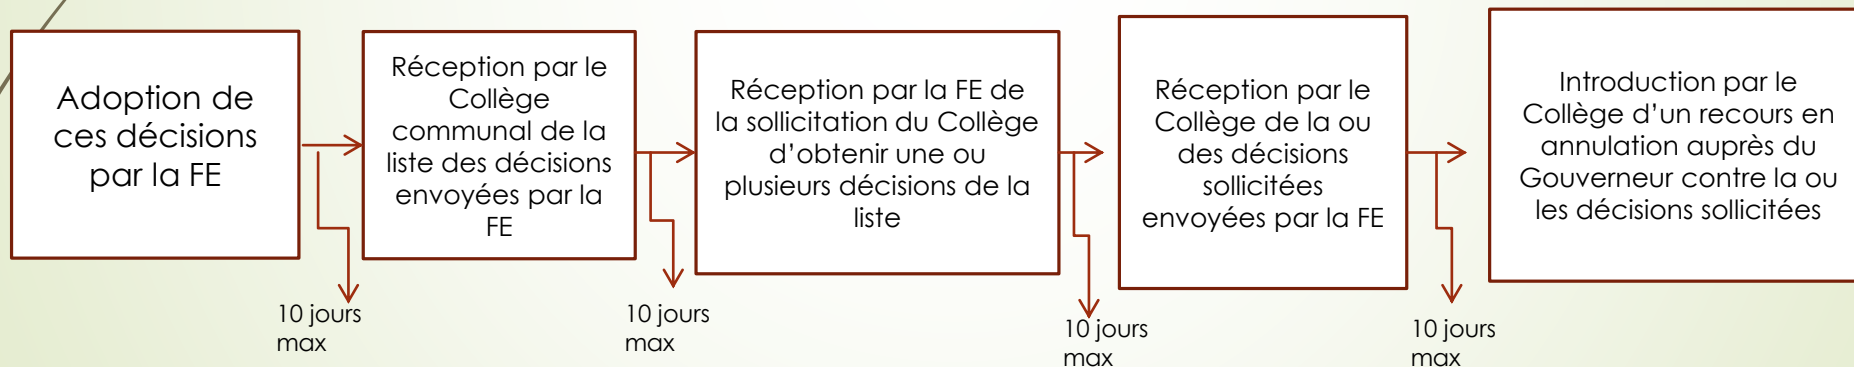 Adoption de
ces décisions
par la FE
Réception par le
Collège
communal de la
liste des décisions
envoyées par la
FE
Réception par la FE de
la sollicitation du Collège
d’obtenir une ou
plusieurs décisions de la
liste
Réception par le
Collège de la ou
des décisions
sollicitées
envoyées par la FE
Introduction par le
Collège d’un recours en
annulation auprès du
Gouverneur contre la ou
les décisions sollicitées
10 jours
max
10 jours
max
10 jours
max
10 jours
max